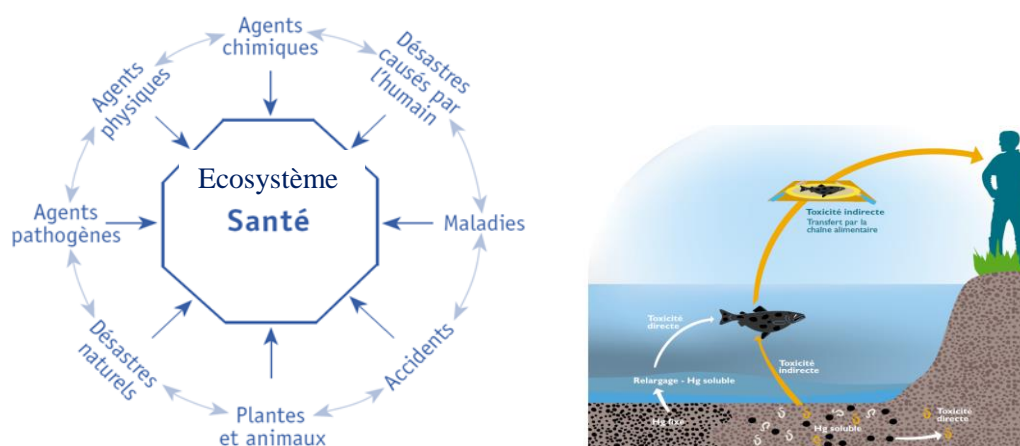 Agents
chimiques
Désastres
causés par
l'humain
Agents
physiques
Ecosystème
Santé
Agents
pathogènes
Maladies
Désastres
naturels
Accidents
Plantes
et animaux
Toxicité indirecte
Transfert par la
chaîne alimentaire
Toxicité
directe
Toxicité
indirecte
Relargage - Hg soluble
Hg fixe
Hg soluble
Toxicité
directe